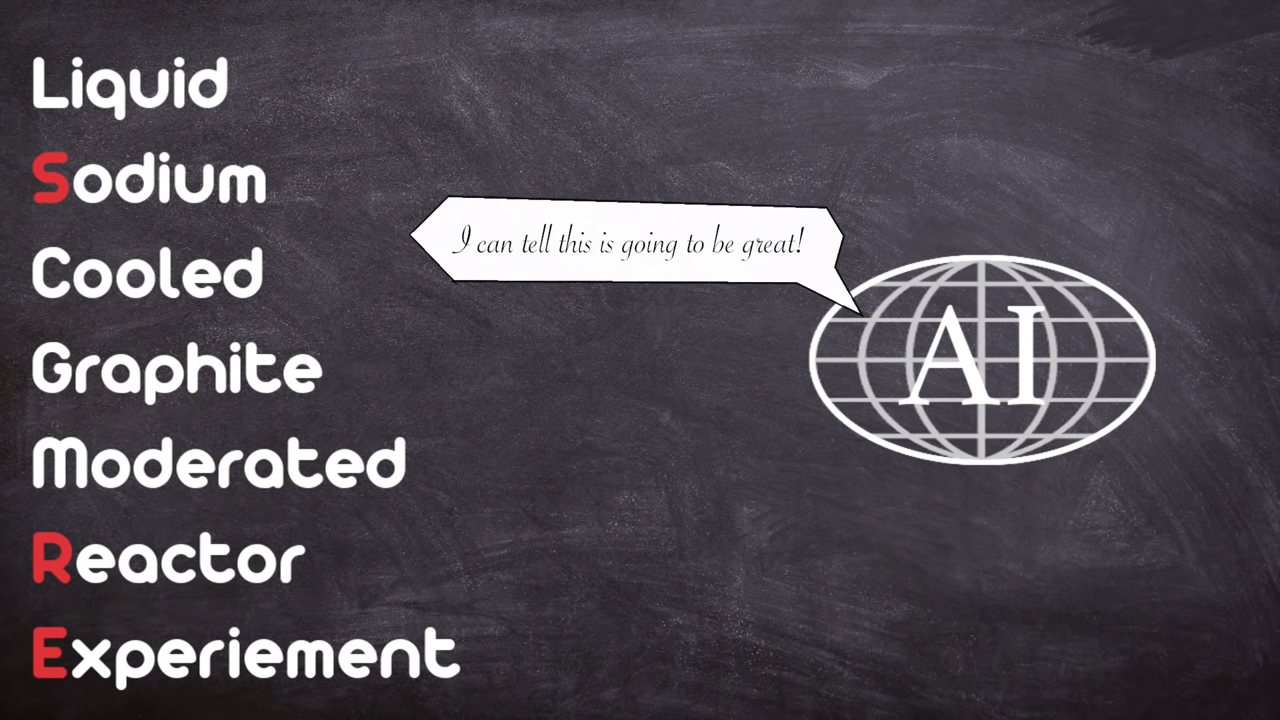 Liquid
Sodium
Cooled
Graphite
Moderated
Reactor
Experiement
I can tell this is going to be great!
AI